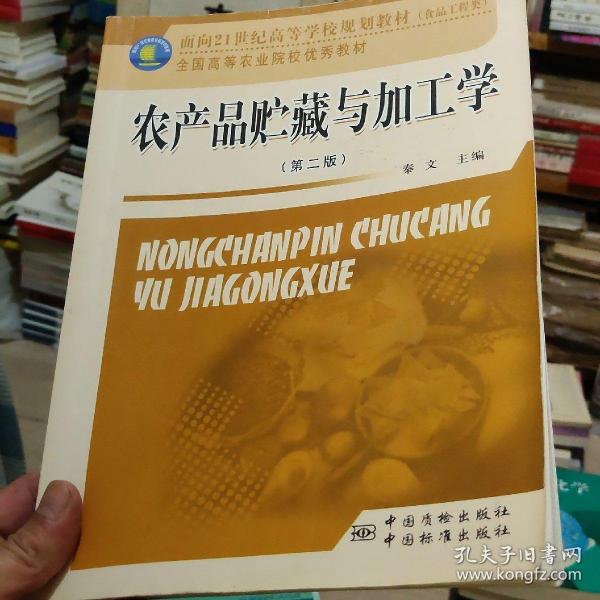 面向21世纪高等学校规划教材（食品工程类）
全国高等农业院校优秀教材
农产品贮藏与加工学
（第二版）
秦 文 主编
NONGCHANPIN CHUCANG
YU JIAGONGXUE
中国质检出版社
中国标准出版社
孔夫子旧书网
www.kongfz.com